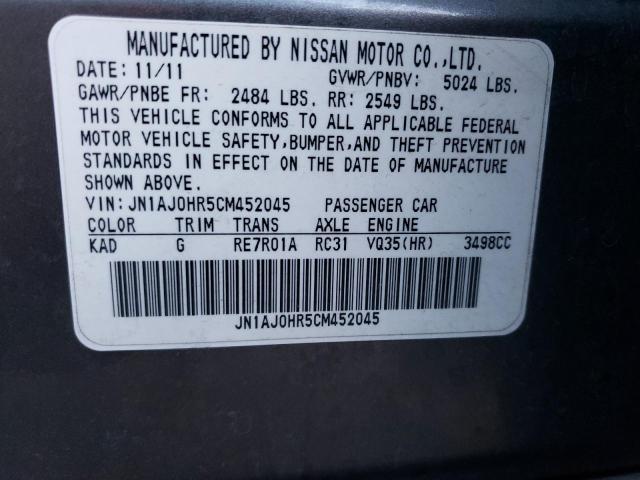 MANUFACTURED BY NISSAN MOTOR CO.,LTD.
DATE: 11/11 GVWR/PNBV: 5024 LBS.
GAWR/PNBE FR: 2484 LBS. RR: 2549 LBS.
THIS VEHICLE CONFORMS TO ALL APPLICABLE FEDERAL
MOTOR VEHICLE SAFETY,BUMPER,AND THEFT PREVENTION
STANDARDS IN EFFECT ON THE DATE OF MANUFACTURE
SHOWN ABOVE.
VIN: JN1AJ0HR5CM452045 PASSENGER CAR
COLOR TRIM TRANS AXLE ENGINE
KAD G RE7R01A RC31 VQ35(HR) 3498CC
JN1AJ0HR5CM452045